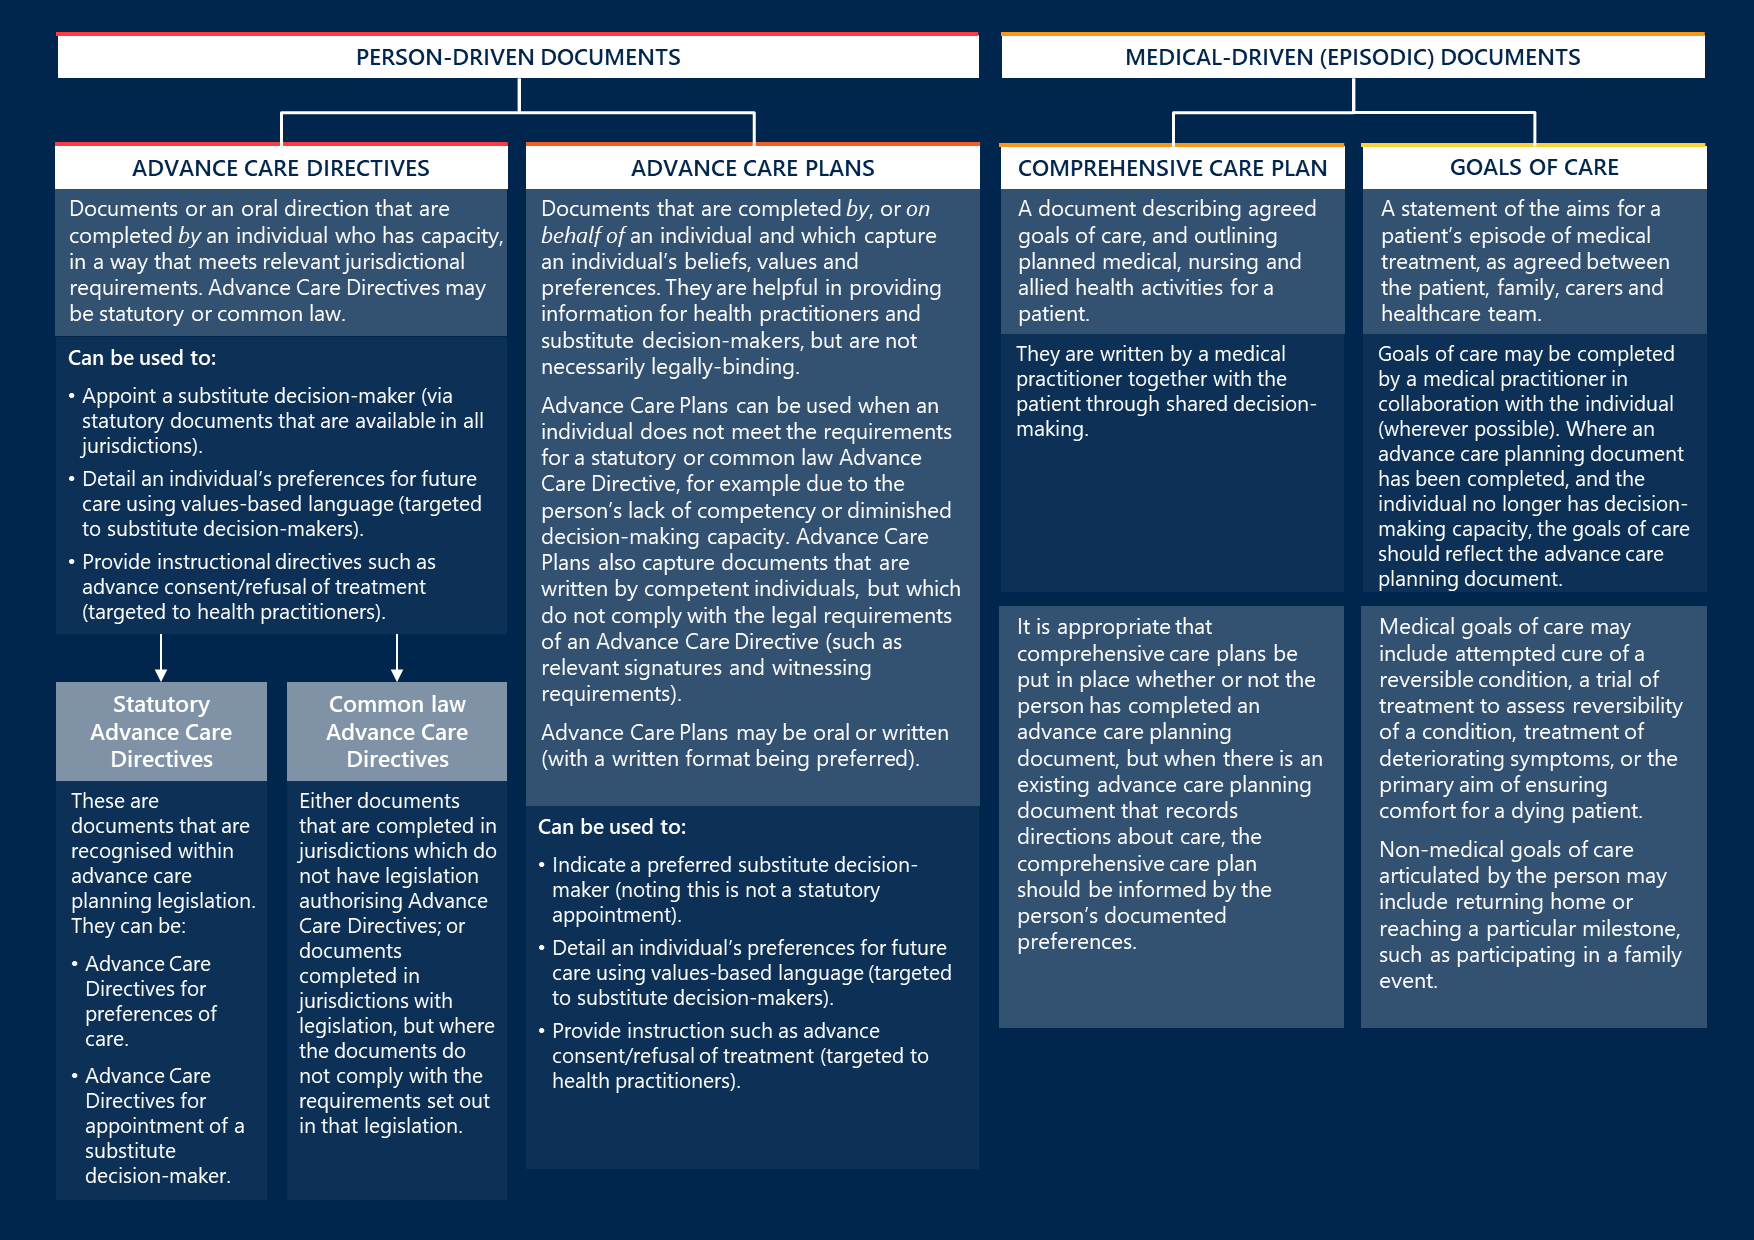 PERSON-DRIVEN DOCUMENTS
ADVANCE CARE DIRECTIVES
Documents or an oral direction that are
completed by an individual who has capacity,
in a way that meets relevant jurisdictional
requirements. Advance Care Directives may
be statutory or common law.
Can be used to:
• Appoint a substitute decision-maker (via
statutory documents that are available in all
jurisdictions).
• Detail an individual’s preferences for future
care using values-based language (targeted
to substitute decision-makers).
• Provide instructional directives such as
advance consent/refusal of treatment
(targeted to health practitioners).
Statutory
Advance Care
Directives
These are
documents that are
recognised within
advance care
planning legislation.
They can be:
• Advance Care
Directives for
preferences of
care.
• Advance Care
Directives for
appointment of a
substitute
decision-maker.
Common law
Advance Care
Directives
Either documents
that are completed in
jurisdictions which do
not have legislation
authorising Advance
Care Directives; or
documents
completed in
jurisdictions with
legislation, but where
the documents do
not comply with the
requirements set out
in that legislation.
ADVANCE CARE PLANS
Documents that are completed by, or on
behalf of an individual and which capture
an individual’s beliefs, values and
preferences. They are helpful in providing
information for health practitioners and
substitute decision-makers, but are not
necessarily legally-binding.
Advance Care Plans can be used when an
individual does not meet the requirements
for a statutory or common law Advance
Care Directive, for example due to the
person’s lack of competency or diminished
decision-making capacity. Advance Care
Plans also capture documents that are
written by competent individuals, but which
do not comply with the legal requirements
of an Advance Care Directive (such as
relevant signatures and witnessing
requirements).
Advance Care Plans may be oral or written
(with a written format being preferred).
Can be used to:
• Indicate a preferred substitute decision-
maker (noting this is not a statutory
appointment).
• Detail an individual’s preferences for future
care using values-based language (targeted
to substitute decision-makers).
• Provide instruction such as advance
consent/refusal of treatment (targeted to
health practitioners).
MEDICAL-DRIVEN (EPISODIC) DOCUMENTS
COMPREHENSIVE CARE PLAN
A document describing agreed
goals of care, and outlining
planned medical, nursing and
allied health activities for a
patient.
They are written by a medical
practitioner together with the
patient through shared decision-
making.
It is appropriate that
comprehensive care plans be
put in place whether or not the
person has completed an
advance care planning
document, but when there is an
existing advance care planning
document that records
directions about care, the
comprehensive care plan
should be informed by the
person’s documented
preferences.
GOALS OF CARE
A statement of the aims for a
patient’s episode of medical
treatment, as agreed between
the patient, family, carers and
healthcare team.
Goals of care may be completed
by a medical practitioner in
collaboration with the individual
(wherever possible). Where an
advance care planning document
has been completed, and the
individual no longer has decision-
making capacity, the goals of care
should reflect the advance care
planning document.
Medical goals of care may
include attempted cure of a
reversible condition, a trial of
treatment to assess reversibility
of a condition, treatment of
deteriorating symptoms, or the
primary aim of ensuring
comfort for a dying patient.
Non-medical goals of care
articulated by the person may
include returning home or
reaching a particular milestone,
such as participating in a family
event.